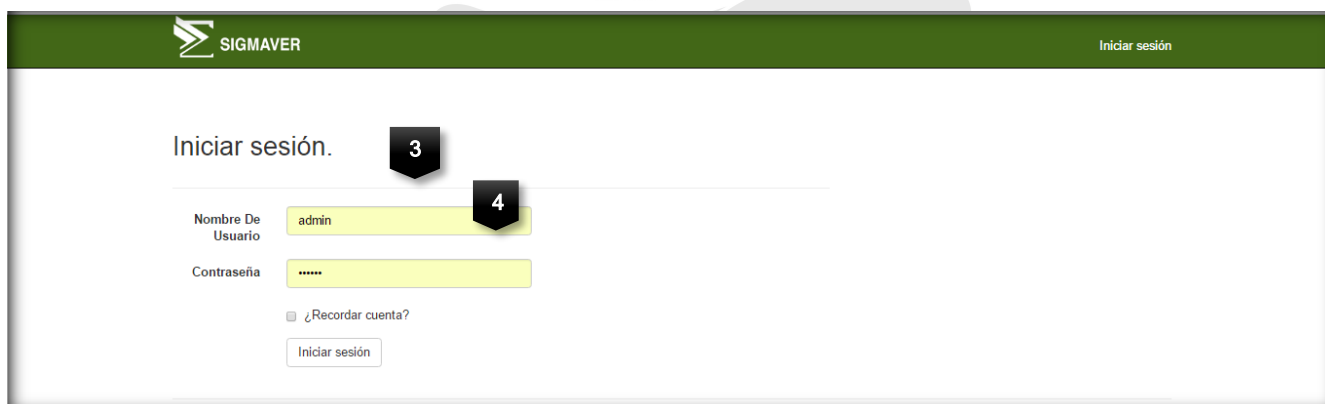 SIGMAVER
Iniciar sesión
Iniciar sesión.
3
4
Nombre De
Usuario
admin
Contraseña
••••••
¿Recordar cuenta?
Iniciar sesión